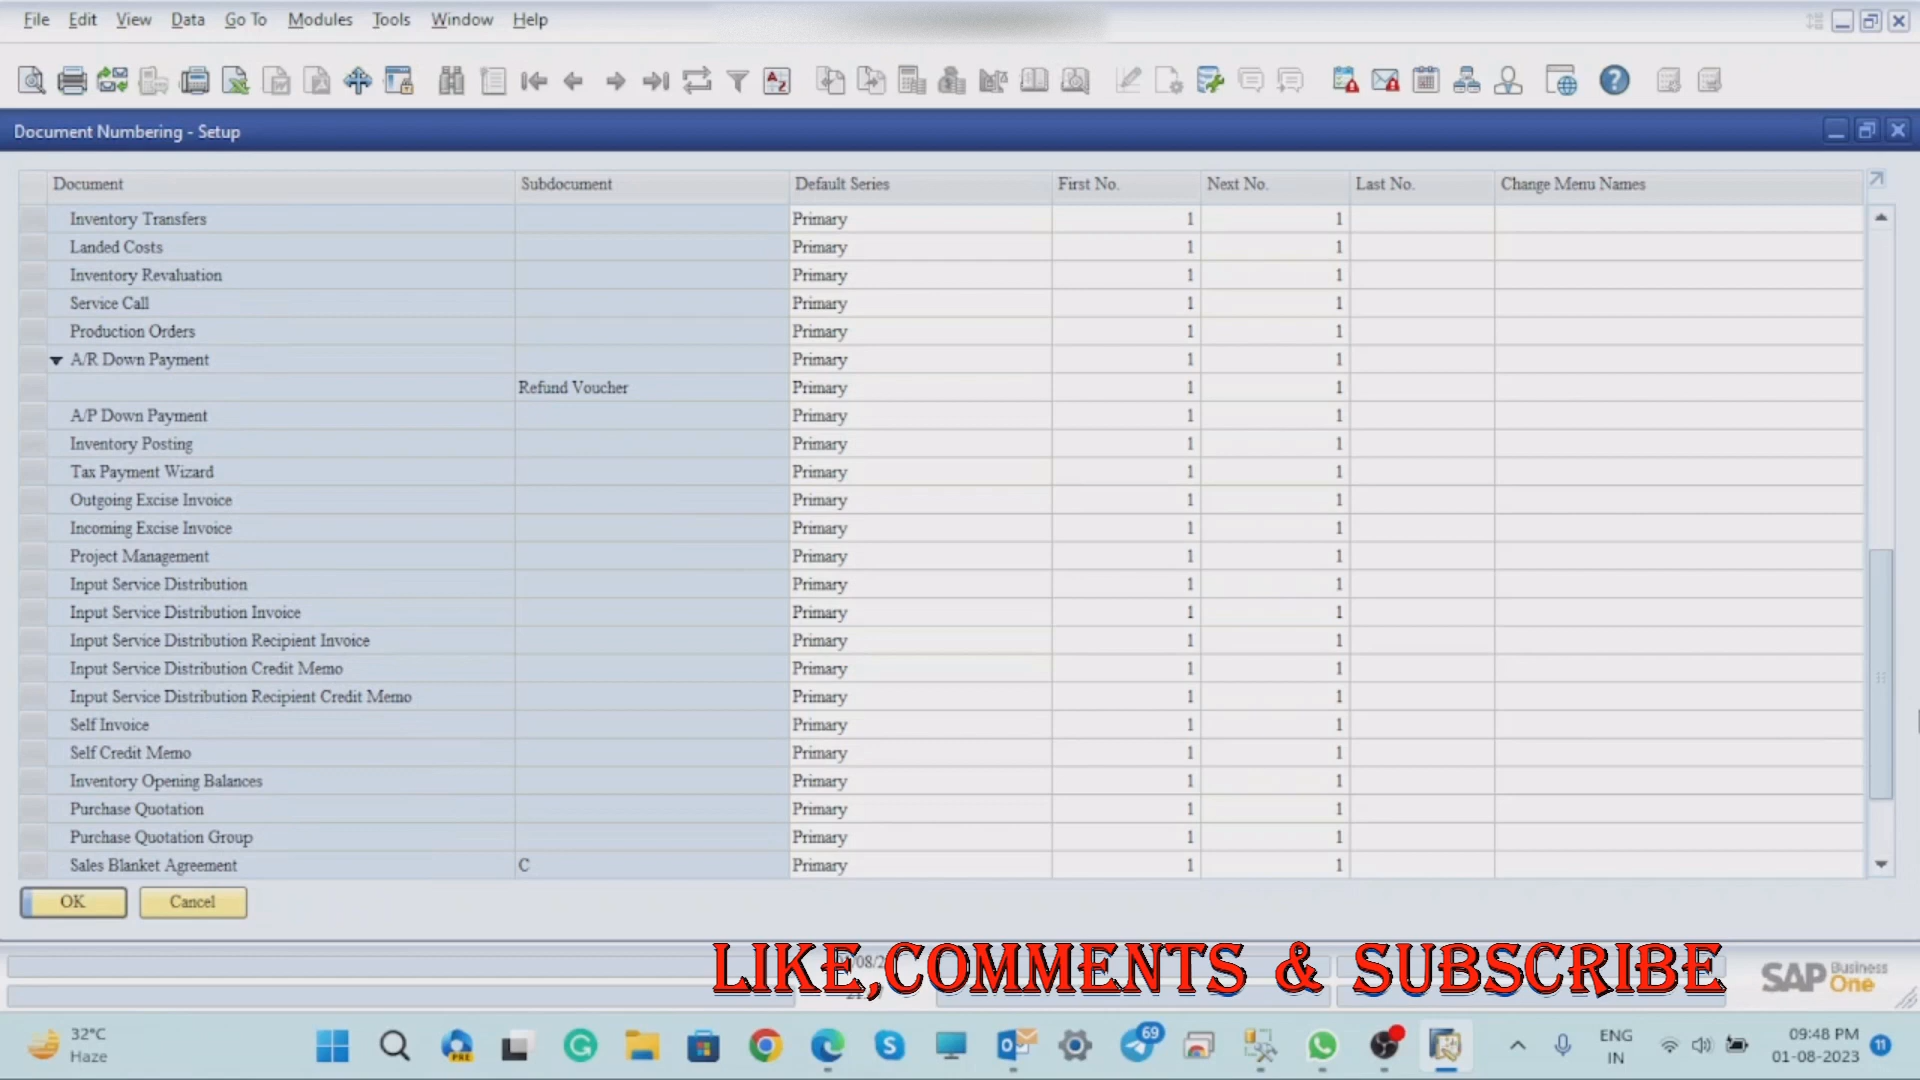 File Edit View Data Go To Modules Tools Window Help
Document Numbering - Setup
Document Subdocument Default Series First No. Next No. Last No. Change Menu Names
Inventory Transfers Primary 1 1
Landed Costs Primary 1 1
Inventory Revaluation Primary 1 1
Service Call Primary 1 1
Production Orders Primary 1 1
A/R Down Payment Primary 1 1
Refund Voucher Primary 1 1
A/P Down Payment Primary 1 1
Inventory Posting Primary 1 1
Tax Payment Wizard Primary 1 1
Outgoing Excise Invoice Primary 1 1
Incoming Excise Invoice Primary 1 1
Project Management Primary 1 1
Input Service Distribution Primary 1 1
Input Service Distribution Invoice Primary 1 1
Input Service Distribution Recipient Invoice Primary 1 1
Input Service Distribution Credit Memo Primary 1 1
Input Service Distribution Recipient Credit Memo Primary 1 1
Self Invoice Primary 1 1
Self Credit Memo Primary 1 1
Inventory Opening Balances Primary 1 1
Purchase Quotation Primary 1 1
Purchase Quotation Group Primary 1 1
Sales Blanket Agreement C Primary 1 1
OK Cancel
LIKE,COMMENTS & SUBSCRIBE
SAP Business One
32°C
Haze
PRE
69
ENG
IN
09:48 PM
01-08-2023
11